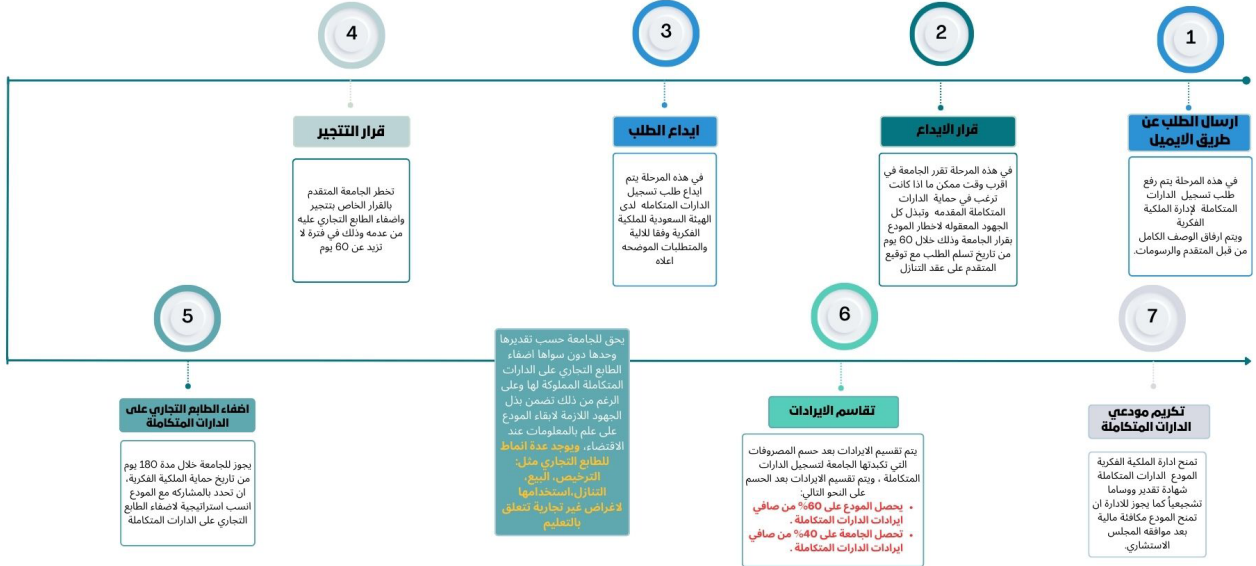 1
ارسال الطلب عن
طريق الايميل
في هذه المرحلة يتم رفع
طلب تسجيل الدارات
المتكاملة لإدارة الملكية
الفكرية
ويتم ارفاق الوصف الكامل
من قبل المتقدم والرسومات.
2
قرار الايداع
في هذه المرحلة تقرر الجامعة في
اقرب وقت ممكن ما اذا كانت
ترغب في حماية الدارات
المتكاملة المقدمه وتبذل كل
الجهود المعقوله لاخطار المودع
بقرار الجامعة وذلك خلال 60 يوم
من تاريخ تسلم الطلب مع توقيع
المتقدم على عقد التنازل
3
ايداع الطلب
في هذه المرحلة يتم
ايداع طلب تسجيل
الدارات المتكامله لدى
الهيئة السعودية للملكية
الفكرية وفقا للالية
والمتطلبات الموضحه
اعلاه
4
قرار التتجير
تخطر الجامعة المتقدم
بالقرار الخاص بتتجير
واضفاء الطابع التجاري عليه
من عدمه وذلك في فترة لا
تزيد عن 60 يوم
5
اضفاء الطابع التجاري على
الدارات المتكاملة
يجوز للجامعة خلال مدة 180 يوم
من تاريخ حماية الملكية الفكرية،
ان تحدد بالمشاركه مع المودع
انسب استراتيجية لاضفاء الطابع
التجاري على الدارات المتكاملة
يحق للجامعة حسب تقديرها
وحدها دون سواها اضفاء
الطابع التجاري على الدارات
المتكاملة المملوكة لها وعلى
الرغم من ذلك تضمن بذل
الجهود اللازمة لابقاء المودع
على علم بالمعلومات عند
الاقتضاء، ويوجد عدة انماط
للطابع التجاري مثل:
الترخيص، البيع،
التنازل،استخدامها
لاغراض غير تجارية تتعلق
بالتعليم
6
تقاسم الايرادات
يتم تقسيم الايرادات بعد حسم المصروفات
التي تكبدتها الجامعة لتسجيل الدارات
المتكاملة ، ويتم تقسيم الايرادات بعد الحسم
على النحو التالي:
• يحصل المودع على 60% من صافي
ايرادات الدارات المتكاملة .
• تحصل الجامعة على 40% من صافي
ايرادات الدارات المتكاملة .
7
تكريم مودعي
الدارات المتكاملة
تمنح ادارة الملكية الفكرية
المودع الدارات المتكاملة
شهادة تقدير ووساما
تشجيعياً كما يجوز للادارة ان
تمنح المودع مكافئة مالية
بعد موافقه المجلس
الاستشاري.